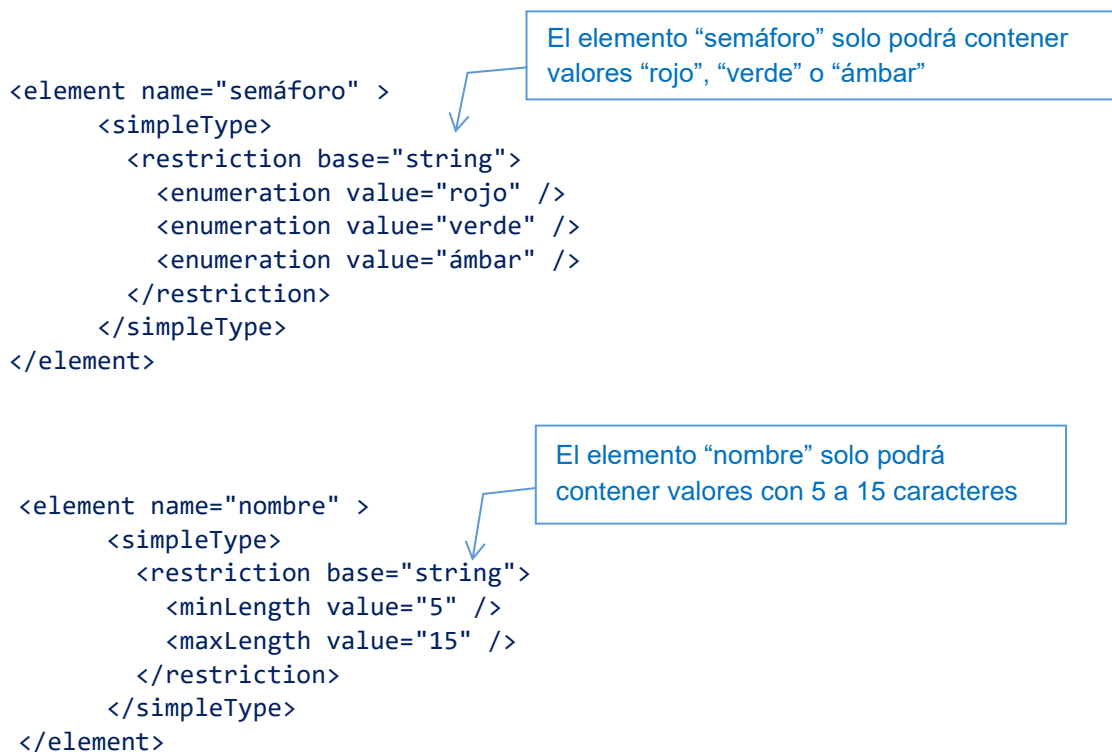 El elemento “semáforo” solo podrá contener
valores “rojo”, “verde” o “ámbar”
<element name="semáforo" >
<simpleType>
<restriction base="string">
<enumeration value="rojo" />
<enumeration value="verde" />
<enumeration value="ámbar" />
</restriction>
</simpleType>
</element>
El elemento “nombre” solo podrá
contener valores con 5 a 15 caracteres
<element name="nombre" >
<simpleType>
<restriction base="string">
<minLength value="5" />
<maxLength value="15" />
</restriction>
</simpleType>
</element>